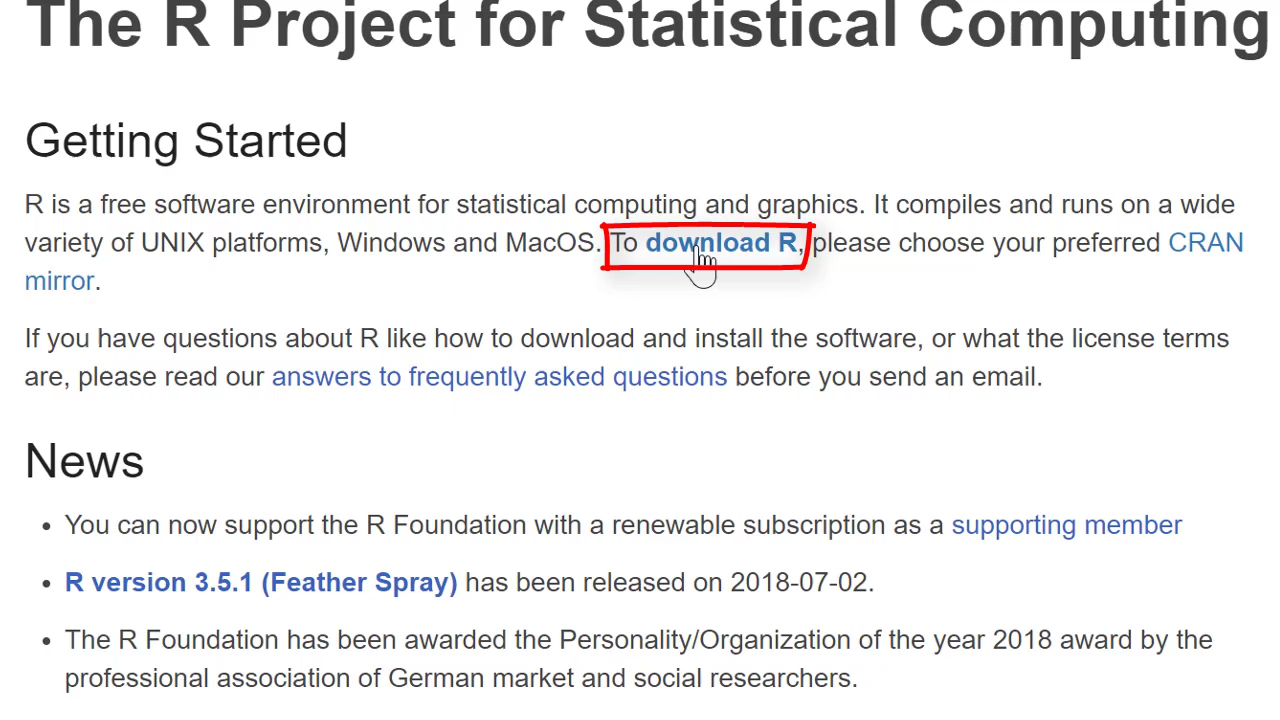 The R Project for Statistical Computing
Getting Started
R is a free software environment for statistical computing and graphics. It compiles and runs on a wide
variety of UNIX platforms, Windows and MacOS. To download R, please choose your preferred CRAN
mirror.
If you have questions about R like how to download and install the software, or what the license terms
are, please read our answers to frequently asked questions before you send an email.
News
• You can now support the R Foundation with a renewable subscription as a supporting member
• R version 3.5.1 (Feather Spray) has been released on 2018-07-02.
• The R Foundation has been awarded the Personality/Organization of the year 2018 award by the
professional association of German market and social researchers.